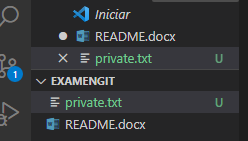 Iniciar
README.docx
private.txt U
1
EXAMENGIT
private.txt U
README.docx